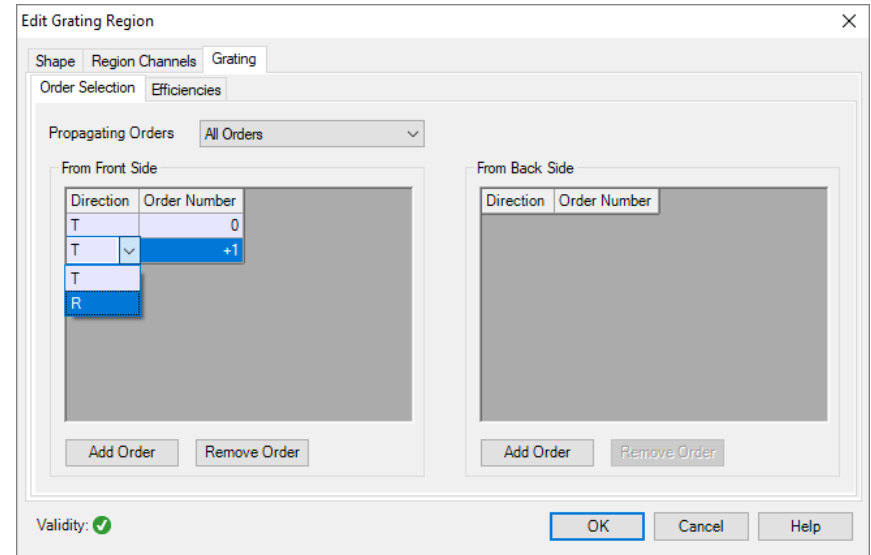 Edit Grating Region
Shape Region Channels Grating
Order Selection Efficiencies
Propagating Orders All Orders
From Front Side
Direction Order Number
T 0
T +1
T
R
Add Order Remove Order
From Back Side
Direction Order Number
Add Order Remove Order
Validity:
OK Cancel Help